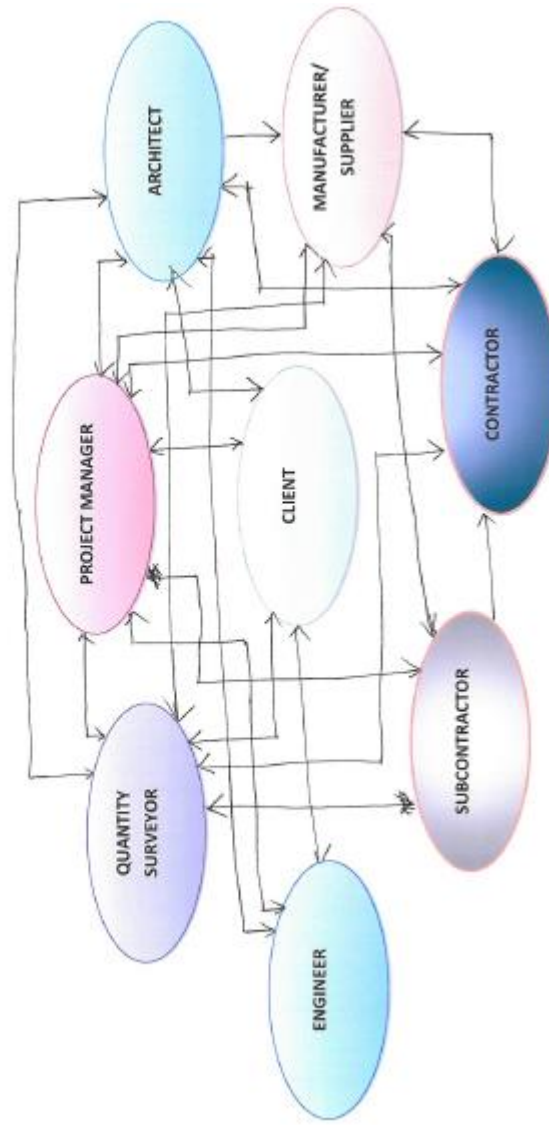 QUANTITY
SURVEYOR
PROJECT MANAGER
ARCHITECT
ENGINEER
CLIENT
MANUFACTURER/
SUPPLIER
SUBCONTRACTOR
CONTRACTOR